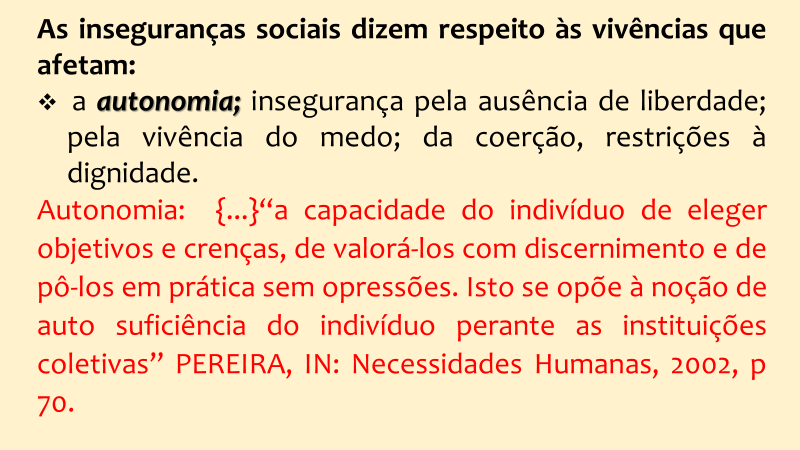 As inseguranças sociais dizem respeito às vivências que
afetam:
❖ a autonomia; insegurança pela ausência de liberdade;
pela vivência do medo; da coerção, restrições à
dignidade.
Autonomia: {...}“a capacidade do indivíduo de eleger
objetivos e crenças, de valorá-los com discernimento e de
pô-los em prática sem opressões. Isto se opõe à noção de
auto suficiência do indivíduo perante as instituições
coletivas” PEREIRA, IN: Necessidades Humanas, 2002, p
70.